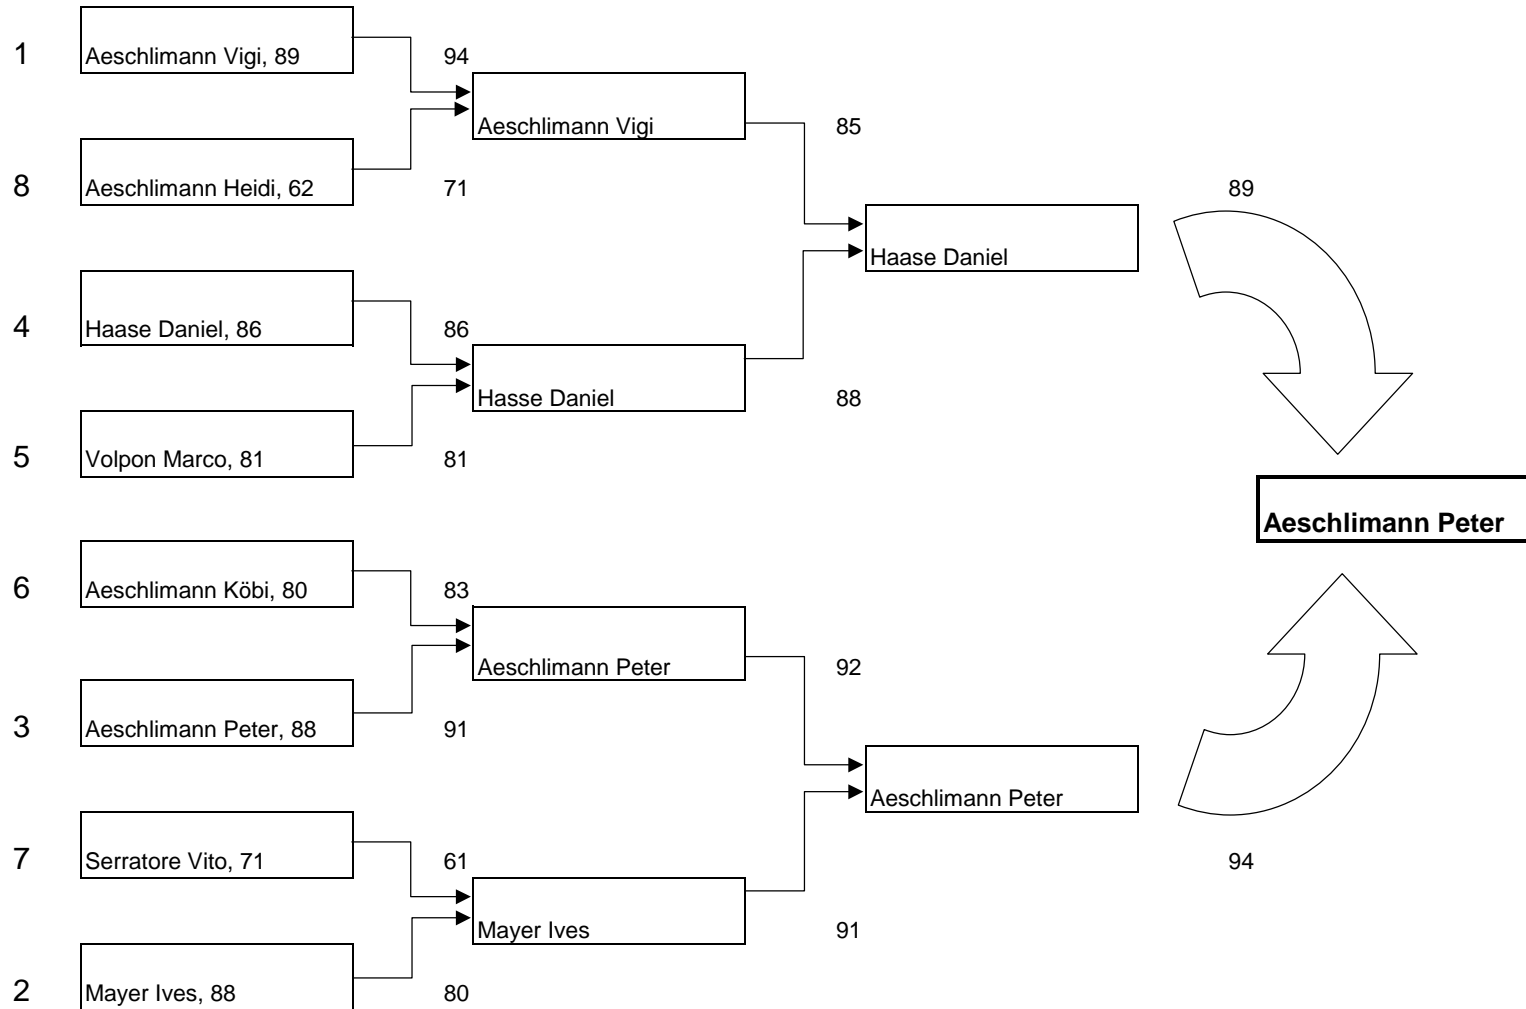 1
Aeschlimann Vigi, 89
94
Aeschlimann Vigi
85
8
Aeschlimann Heidi, 62
71
89
Haase Daniel
4
Haase Daniel, 86
86
Hasse Daniel
88
5
Volpon Marco, 81
81
Aeschlimann Peter
6
Aeschlimann Köbi, 80
83
Aeschlimann Peter
92
3
Aeschlimann Peter, 88
91
Aeschlimann Peter
7
Serratore Vito, 71
61
94
Mayer Ives
91
2
Mayer Ives, 88
80